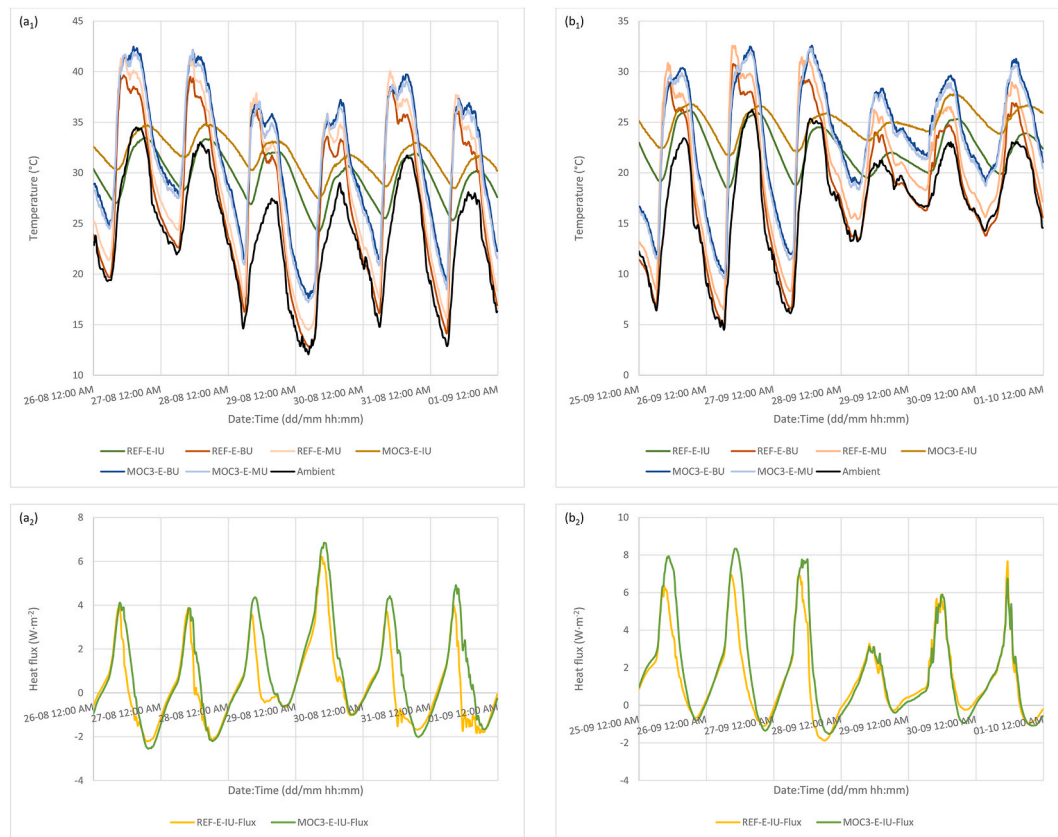 (a1)
45
40
35
30
25
20
15
10
Temperature (°C)
26-08 12:00 AM
27-08 12:00 AM
28-08 12:00 AM
29-08 12:00 AM
30-08 12:00 AM
31-08 12:00 AM
01-09 12:00 AM
Date:Time (dd/mm hh:mm)
REF-E-IU REF-E-BU REF-E-MU MOC3-E-IU
MOC3-E-BU MOC3-E-MU Ambient
(b1)
35
30
25
20
15
10
5
0
Temperature (°C)
25-09 12:00 AM
26-09 12:00 AM
27-09 12:00 AM
28-09 12:00 AM
29-09 12:00 AM
30-09 12:00 AM
01-10 12:00 AM
Date:Time (dd/mm hh:mm)
REF-E-IU REF-E-BU REF-E-MU MOC3-E-IU
MOC3-E-BU MOC3-E-MU Ambient
(a2)
8
6
4
2
0
-2
-4
Heat flux (W·m-2)
26-08 12:00 AM
27-08 12:00 AM
28-08 12:00 AM
29-08 12:00 AM
30-08 12:00 AM
31-08 12:00 AM
01-09 12:00 AM
Date:Time (dd/mm hh:mm)
REF-E-IU-Flux MOC3-E-IU-Flux
(b2)
10
8
6
4
2
0
-2
-4
Heat flux (W·m-2)
25-09 12:00 AM
26-09 12:00 AM
27-09 12:00 AM
28-09 12:00 AM
29-09 12:00 AM
30-09 12:00 AM
01-10 12:00 AM
Date:Time (dd/mm hh:mm)
REF-E-IU-Flux MOC3-E-IU-Flux